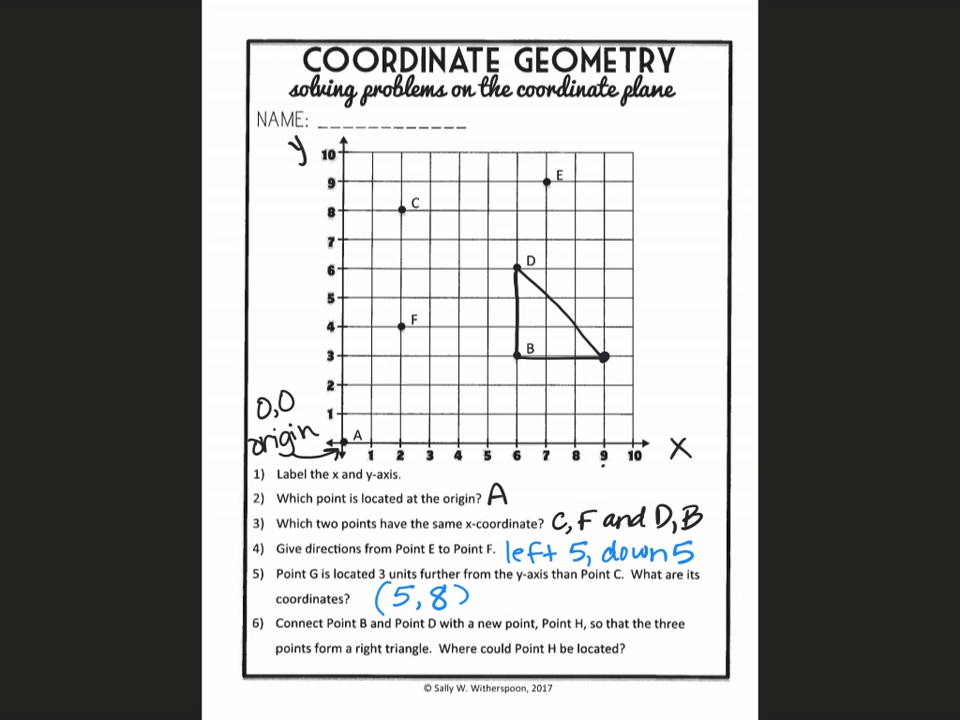 COORDINATE GEOMETRY
solving problems on the coordinate plane
NAME: _ _ _ _ _ _ _ _ _ _ _ _
y
10
9
8
7
6
5
4
3
2
1
E
C
D
F
B
A
0,0
origin
1 2 3 4 5 6 7 8 9 10
X
1) Label the x and y-axis.
2) Which point is located at the origin? A
3) Which two points have the same x-coordinate? C, F and D, B
4) Give directions from Point E to Point F. left 5, down 5
5) Point G is located 3 units further from the y-axis than Point C. What are its
coordinates? (5, 8)
6) Connect Point B and Point D with a new point, Point H, so that the three
points form a right triangle. Where could Point H be located?
© Sally W. Witherspoon, 2017